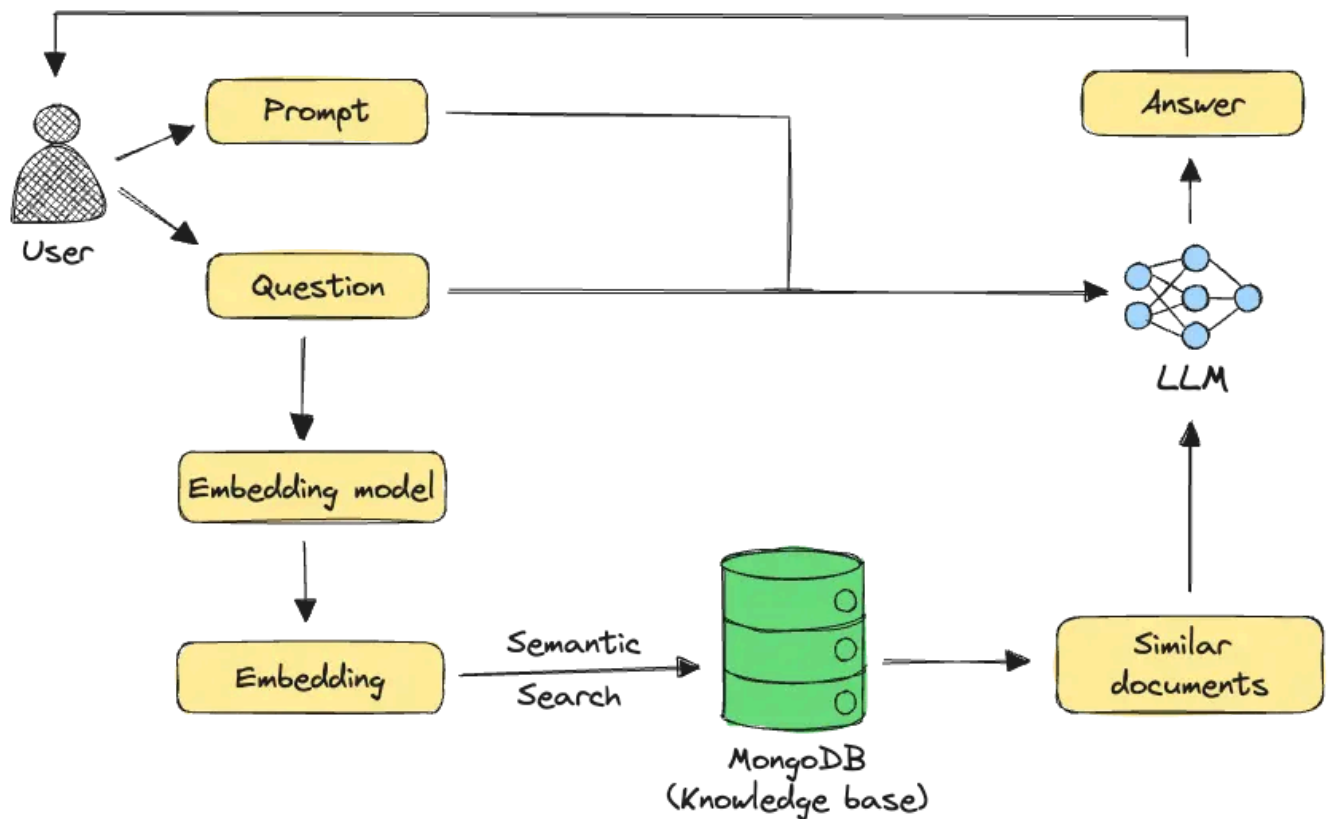 Prompt
Answer
User
Question
LLM
Embedding model
Semantic
Search
Embedding
Similar
documents
MongoDB
(Knowledge base)